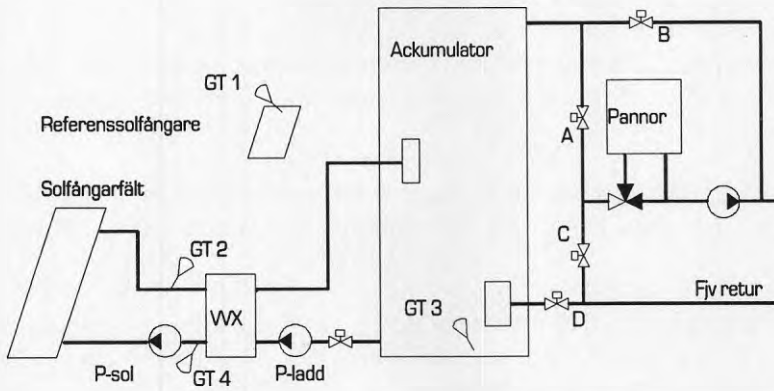 Ackumulator
B
GT 1
Referenssolfångare
A
Pannor
Solfångarfält
GT 2
C
VVX
GT 3
D
Fjv retur
P-sol
GT 4
P-ladd